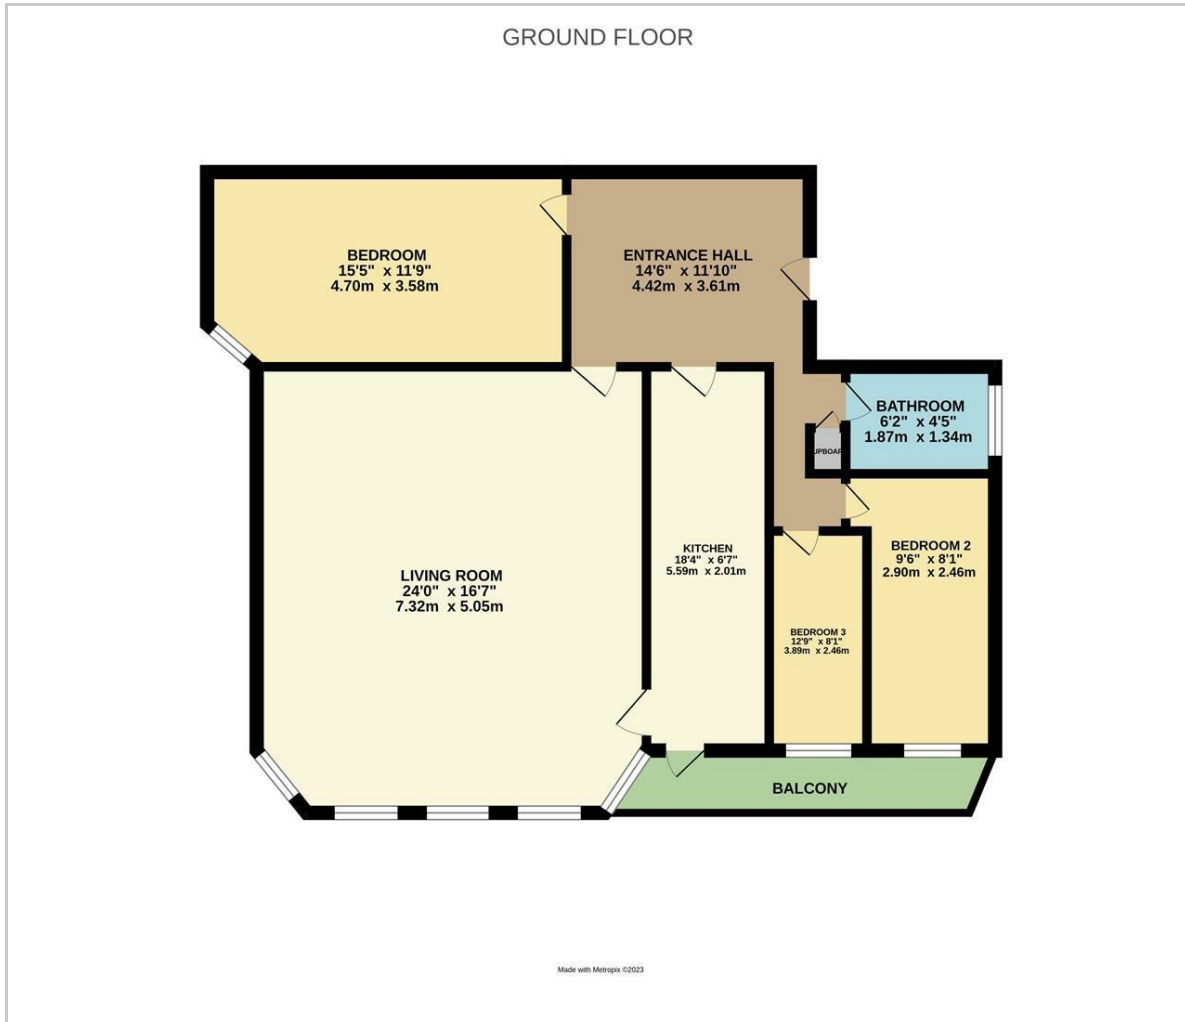 GROUND FLOOR
BEDROOM
15'5" x 11'9"
4.70m x 3.58m
ENTRANCE HALL
14'6" x 11'10"
4.42m x 3.61m
BATHROOM
6'2" x 4'5"
1.87m x 1.34m
UPBOAR
KITCHEN
18'4" x 6'7"
5.59m x 2.01m
BEDROOM 2
9'6" x 8'1"
2.90m x 2.46m
LIVING ROOM
24'0" x 16'7"
7.32m x 5.05m
BEDROOM 3
12'9" x 8'1"
3.89m x 2.46m
BALCONY
Made with Metropix ©2023